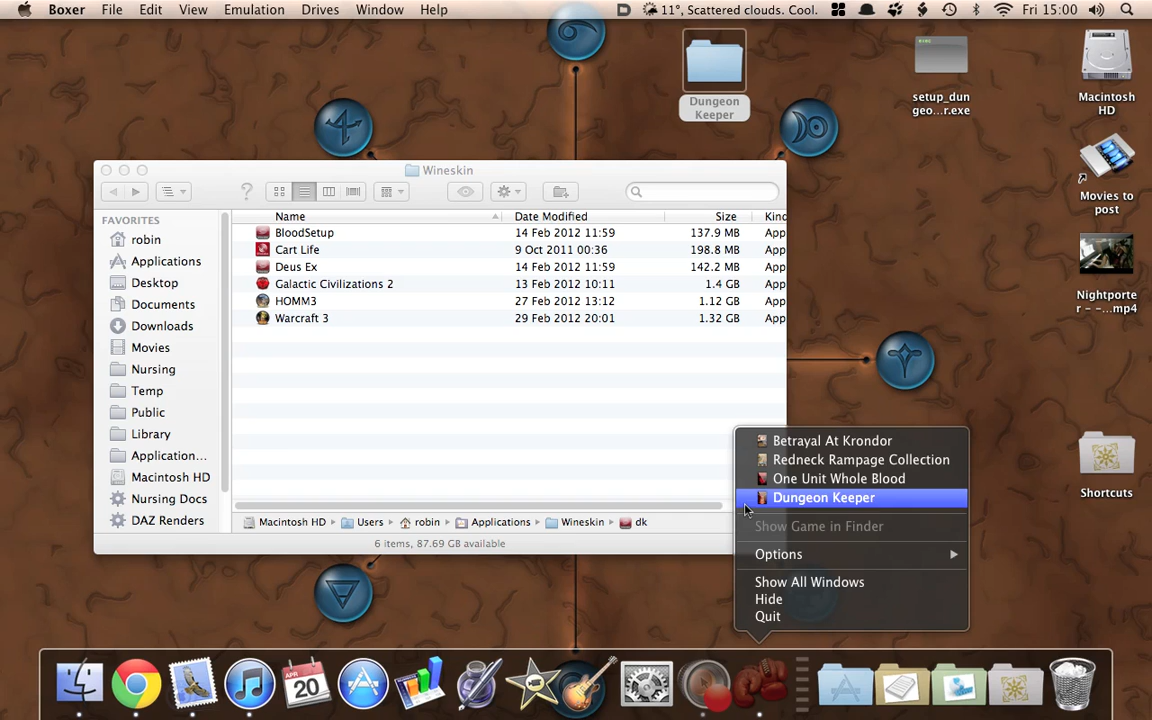 Boxer File Edit View Emulation Drives Window Help 11°, Scattered clouds. Cool. Fri 15:00
Dungeon
Keeper
setup_dun
geo...r.exe
Macintosh
HD
Movies to
post
Nightporte
r - -...mp4
Shortcuts
Wineskin
FAVORITES
robin
Applications
Desktop
Documents
Downloads
Movies
Nursing
Temp
Public
Library
Application...
Macintosh HD
Nursing Docs
DAZ Renders
Name Date Modified Size Kind
BloodSetup 14 Feb 2012 11:59 137.9 MB App
Cart Life 9 Oct 2011 00:36 198.8 MB App
Deus Ex 14 Feb 2012 11:59 142.2 MB App
Galactic Civilizations 2 13 Feb 2012 10:11 1.4 GB App
HOMM3 27 Feb 2012 13:12 1.12 GB App
Warcraft 3 29 Feb 2012 20:01 1.32 GB App
Macintosh HD Users robin Applications Wineskin dk
6 items, 87.69 GB available
Betrayal At Krondor
Redneck Rampage Collection
One Unit Whole Blood
Dungeon Keeper
Show Game in Finder
Options
Show All Windows
Hide
Quit
APR
20